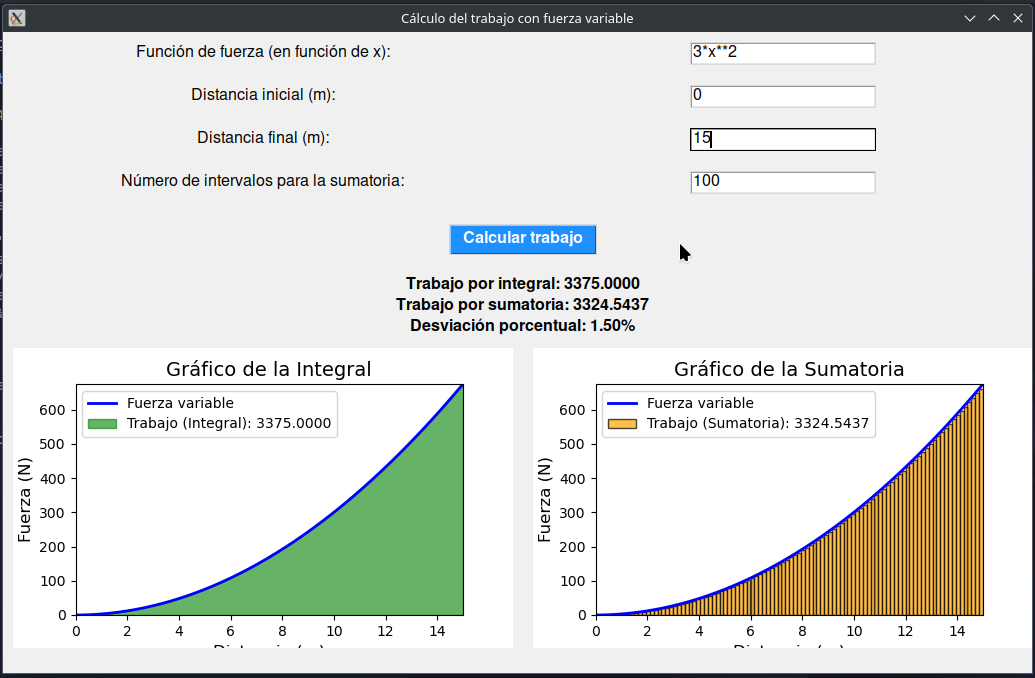 Cálculo del trabajo con fuerza variable
Función de fuerza (en función de x): 3*x**2
Distancia inicial (m): 0
Distancia final (m): 15
Número de intervalos para la sumatoria: 100
Calcular trabajo
Trabajo por integral: 3375.0000
Trabajo por sumatoria: 3324.5437
Desviación porcentual: 1.50%
Gráfico de la Integral
Fuerza variable
Trabajo (Integral): 3375.0000
Fuerza (N)
600
500
400
300
200
100
0
0 2 4 6 8 10 12 14
Gráfico de la Sumatoria
Fuerza variable
Trabajo (Sumatoria): 3324.5437
Fuerza (N)
600
500
400
300
200
100
0
0 2 4 6 8 10 12 14